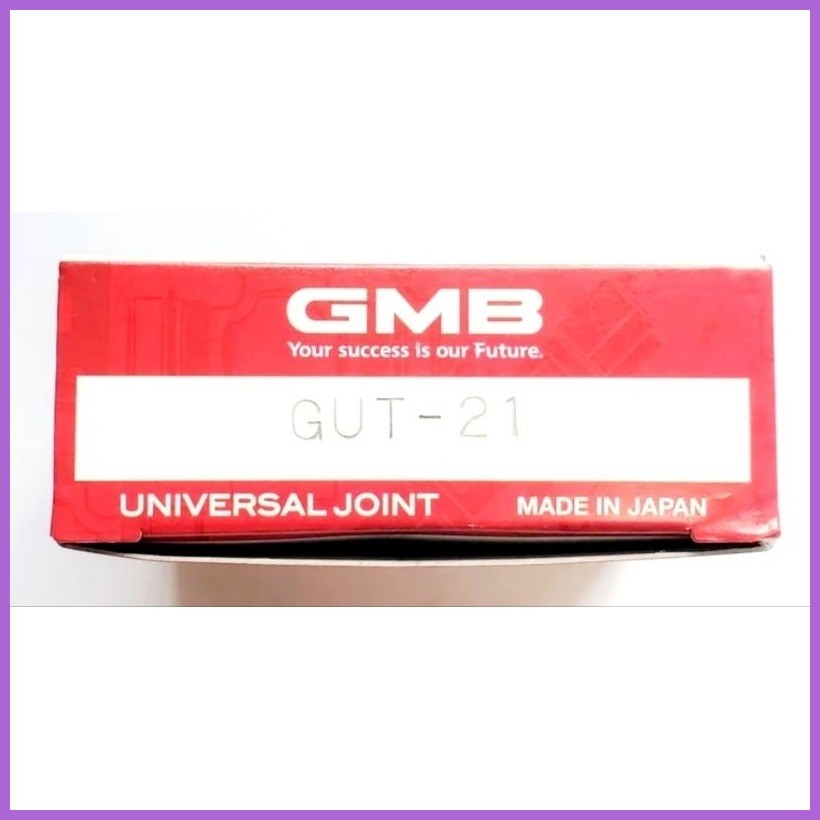 GMB
Your success is our Future.
GUT-21
UNIVERSAL JOINT
MADE IN JAPAN